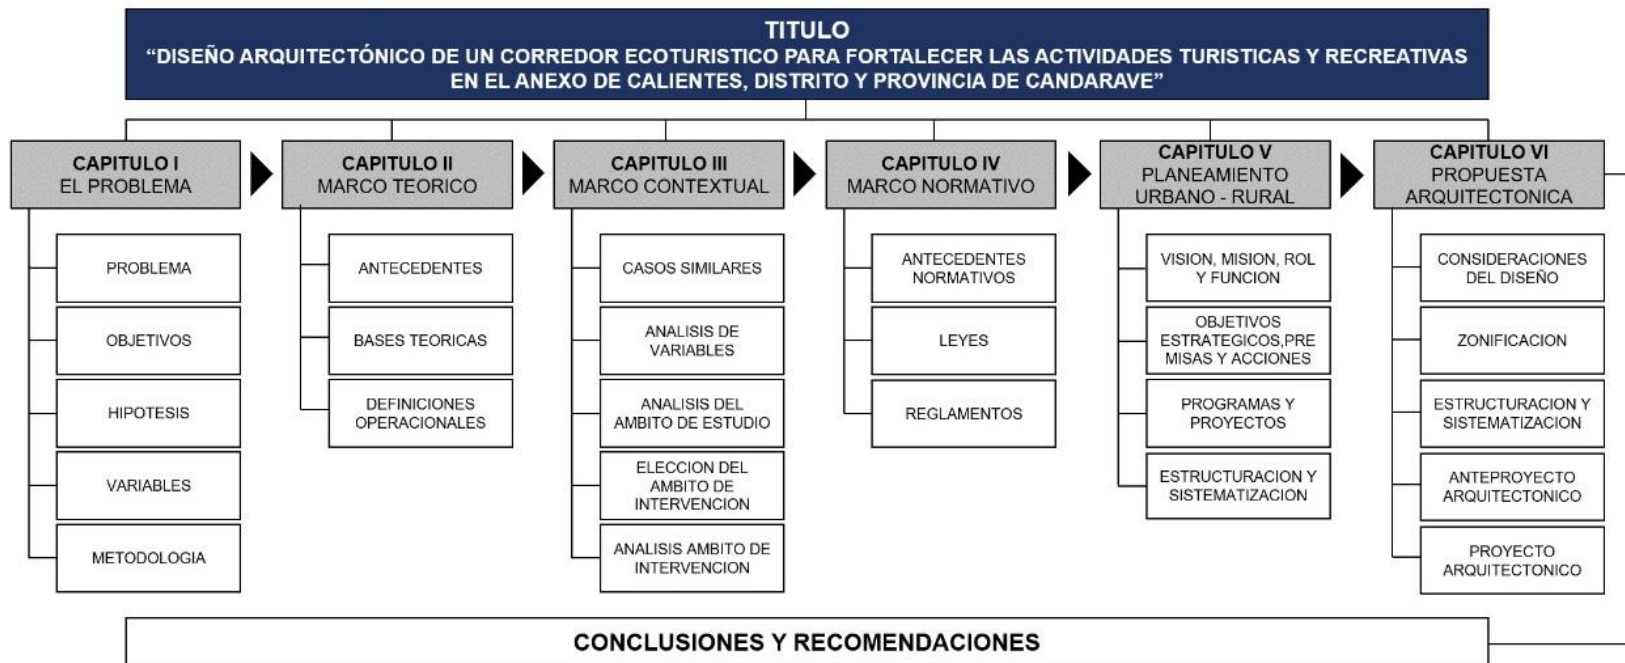 TITULO
“DISEÑO ARQUITECTÓNICO DE UN CORREDOR ECOTURISTICO PARA FORTALECER LAS ACTIVIDADES TURISTICAS Y RECREATIVAS
EN EL ANEXO DE CALIENTES, DISTRITO Y PROVINCIA DE CANDARAVE”
CAPITULO I
EL PROBLEMA
PROBLEMA
OBJETIVOS
HIPOTESIS
VARIABLES
METODOLOGIA
CAPITULO II
MARCO TEORICO
ANTECEDENTES
BASES TEORICAS
DEFINICIONES
OPERACIONALES
CAPITULO III
MARCO CONTEXTUAL
CASOS SIMILARES
ANALISIS DE
VARIABLES
ANALISIS DEL
AMBITO DE ESTUDIO
ELECCION DEL
AMBITO DE
INTERVENCION
ANALISIS AMBITO DE
INTERVENCION
CAPITULO IV
MARCO NORMATIVO
ANTECEDENTES
NORMATIVOS
LEYES
REGLAMENTOS
CAPITULO V
PLANEAMIENTO
URBANO - RURAL
VISION, MISION, ROL
Y FUNCION
OBJETIVOS
ESTRATEGICOS,PRE
MISAS Y ACCIONES
PROGRAMAS Y
PROYECTOS
ESTRUCTURACION Y
SISTEMATIZACION
CAPITULO VI
PROPUESTA
ARQUITECTONICA
CONSIDERACIONES
DEL DISEÑO
ZONIFICACION
ESTRUCTURACION Y
SISTEMATIZACION
ANTEPROYECTO
ARQUITECTONICO
PROYECTO
ARQUITECTONICO
CONCLUSIONES Y RECOMENDACIONES